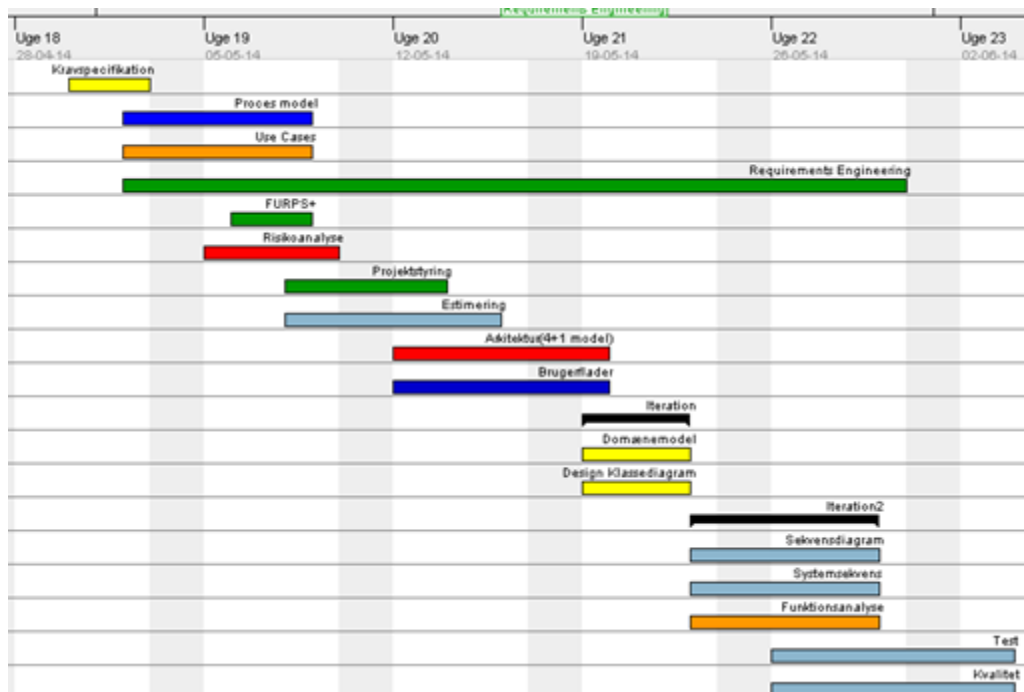 Requirements Engineering
Uge 18 Uge 19 Uge 20 Uge 21 Uge 22 Uge 23
28-04-14 05-05-14 12-05-14 19-05-14 26-05-14 02-06-14
Kravspecifikation
Proces model
Use Cases
Requirements Engineering
FURPS+
Risikoanalyse
Projektstyring
Estimering
Arkitektur(4+1 model)
Brugerflader
Iteration
Domænemodel
Design Klassediagram
Iteration2
Sekvensdiagram
Systemsekvens
Funktionsanalyse
Test
Kvalitet